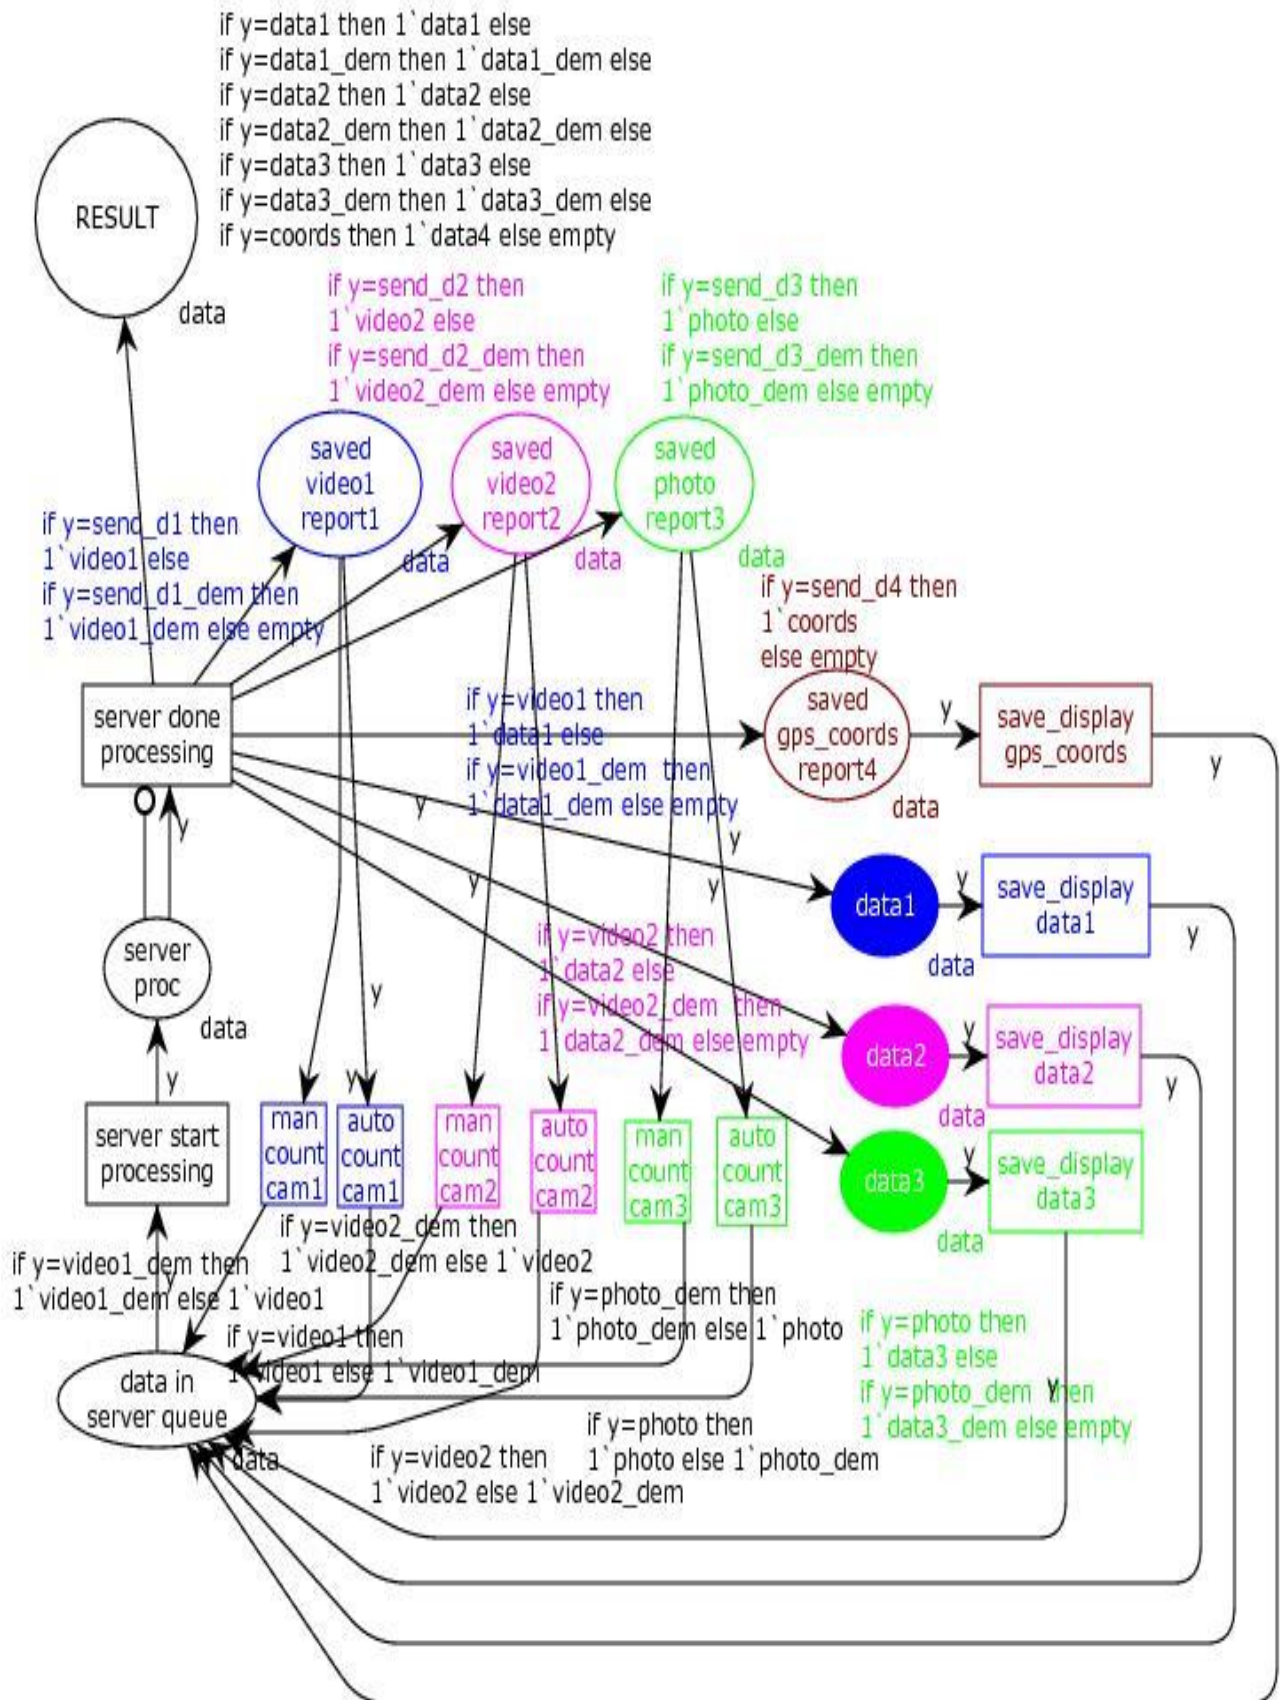 if y=data1 then 1`data1 else
if y=data1_dem then 1`data1_dem else
if y=data2 then 1`data2 else
if y=data2_dem then 1`data2_dem else
if y=data3 then 1`data3 else
if y=data3_dem then 1`data3_dem else
if y=coords then 1`data4 else empty
RESULT
data
if y=send_d2 then
1`video2 else
if y=send_d2_dem then
1`video2_dem else empty
if y=send_d3 then
1`photo else
if y=send_d3_dem then
1`photo_dem else empty
saved
video1
report1
data
saved
video2
report2
data
saved
photo
report3
data
if y=send_d1 then
1`video1 else
if y=send_d1_dem then
1`video1_dem else empty
if y=send_d4 then
1`coords
else empty
server done
processing
if y=video1 then
1`data1 else
if y=video1_dem then
1`data1_dem else empty
saved
gps_coords
report4
data
y
save_display
gps_coords
y
y
y
y
y
y
data1
data
y
save_display
data1
y
server
proc
data
if y=video2 then
1`data2 else
if y=video2_dem then
1`data2_dem else empty
y
data2
data
y
save_display
data2
y
y
y
server start
processing
man
count
cam1
auto
count
cam1
man
count
cam2
auto
count
cam2
man
count
cam3
auto
count
cam3
data3
data
y
save_display
data3
if y=video2_dem then
1`video2_dem else 1`video2
if y=video1_dem then
1`video1_dem else 1`video1
y
if y=photo_dem then
1`photo_dem else 1`photo
if y=video1 then
1`video1 else 1`video1_dem
if y=photo then
1`data3 else
if y=photo_dem then
1`data3_dem else empty
y
data in
server queue
data
if y=photo then
1`photo else 1`photo_dem
if y=video2 then
1`video2 else 1`video2_dem